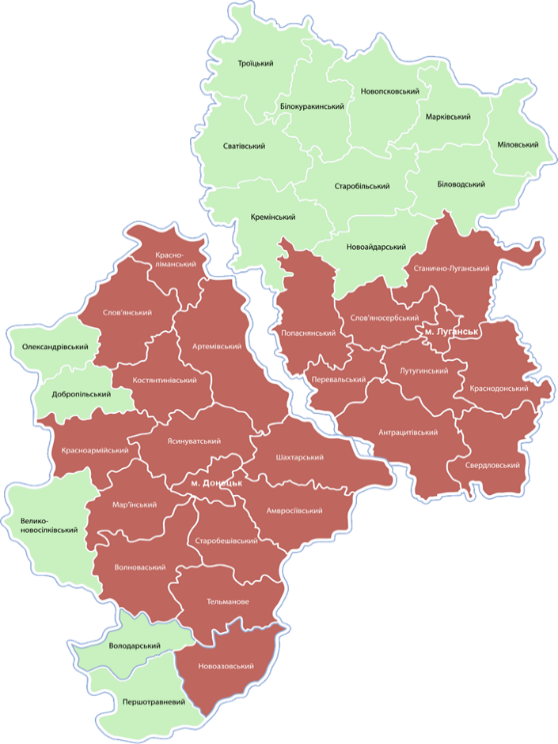 Троїцький
Білокуракинський
Новопсковський
Марківський
Міловський
Сватівський
Старобільський
Біловодський
Кремінський
Новоайдарський
Станично-Луганський
Красно-
ліманський
Слов'янський
Попаснянський
Слов'яносербський
м. Луганськ
Олександрівський
Артемівський
Добропільський
Костянтинівський
Перевальський
Лутугинський
Краснодонський
Антрацитівський
Красноармійський
Ясинуватський
Шахтарський
Свердловський
м. Донецьк
Велико-
новосілківський
Мар'їнський
Амвросіївський
Старобешівський
Волноваський
Тельманове
Володарський
Новоазовський
Першотравневий